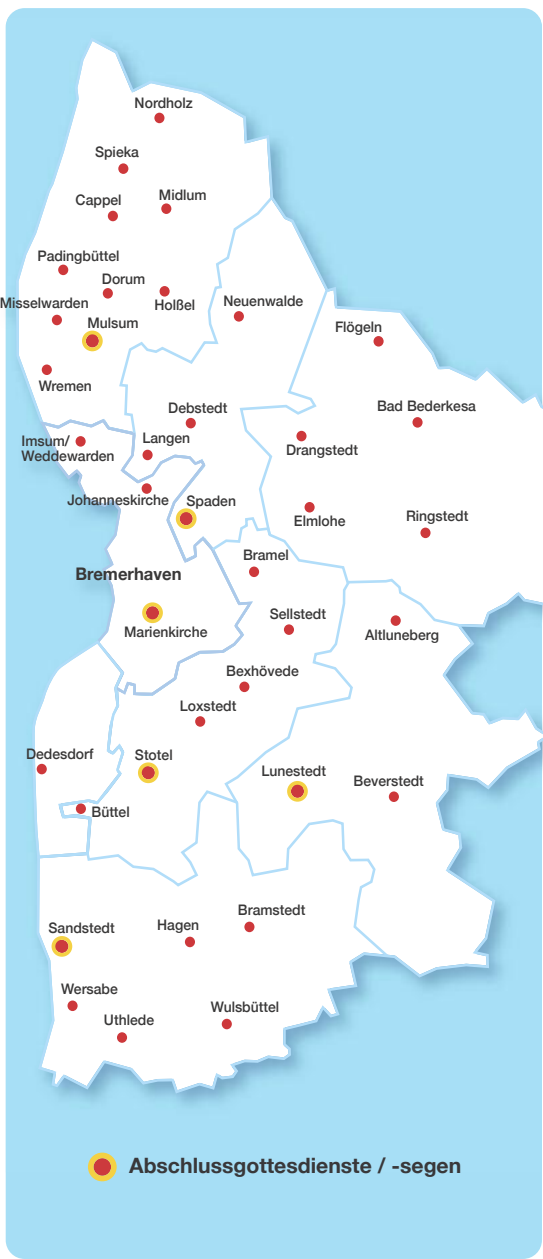 Nordholz
Spieka
Midlum
Cappel
Padingbüttel
Dorum
Misselwarden
Holßel
Neuenwalde
Mulsum
Flögeln
Wremen
Debstedt
Bad Bederkesa
Langen
Imsum/
Weddewarden
Drangstedt
Johanneskirche
Spaden
Elmlohe
Ringstedt
Bramel
Bremerhaven
Sellstedt
Marienkirche
Altluneberg
Bexhövede
Loxstedt
Dedesdorf
Stotel
Lunestedt
Beverstedt
Büttel
Bramstedt
Sandstedt
Hagen
Wersabe
Wulsbüttel
Uthlede
Abschlussgottesdienste / -segen